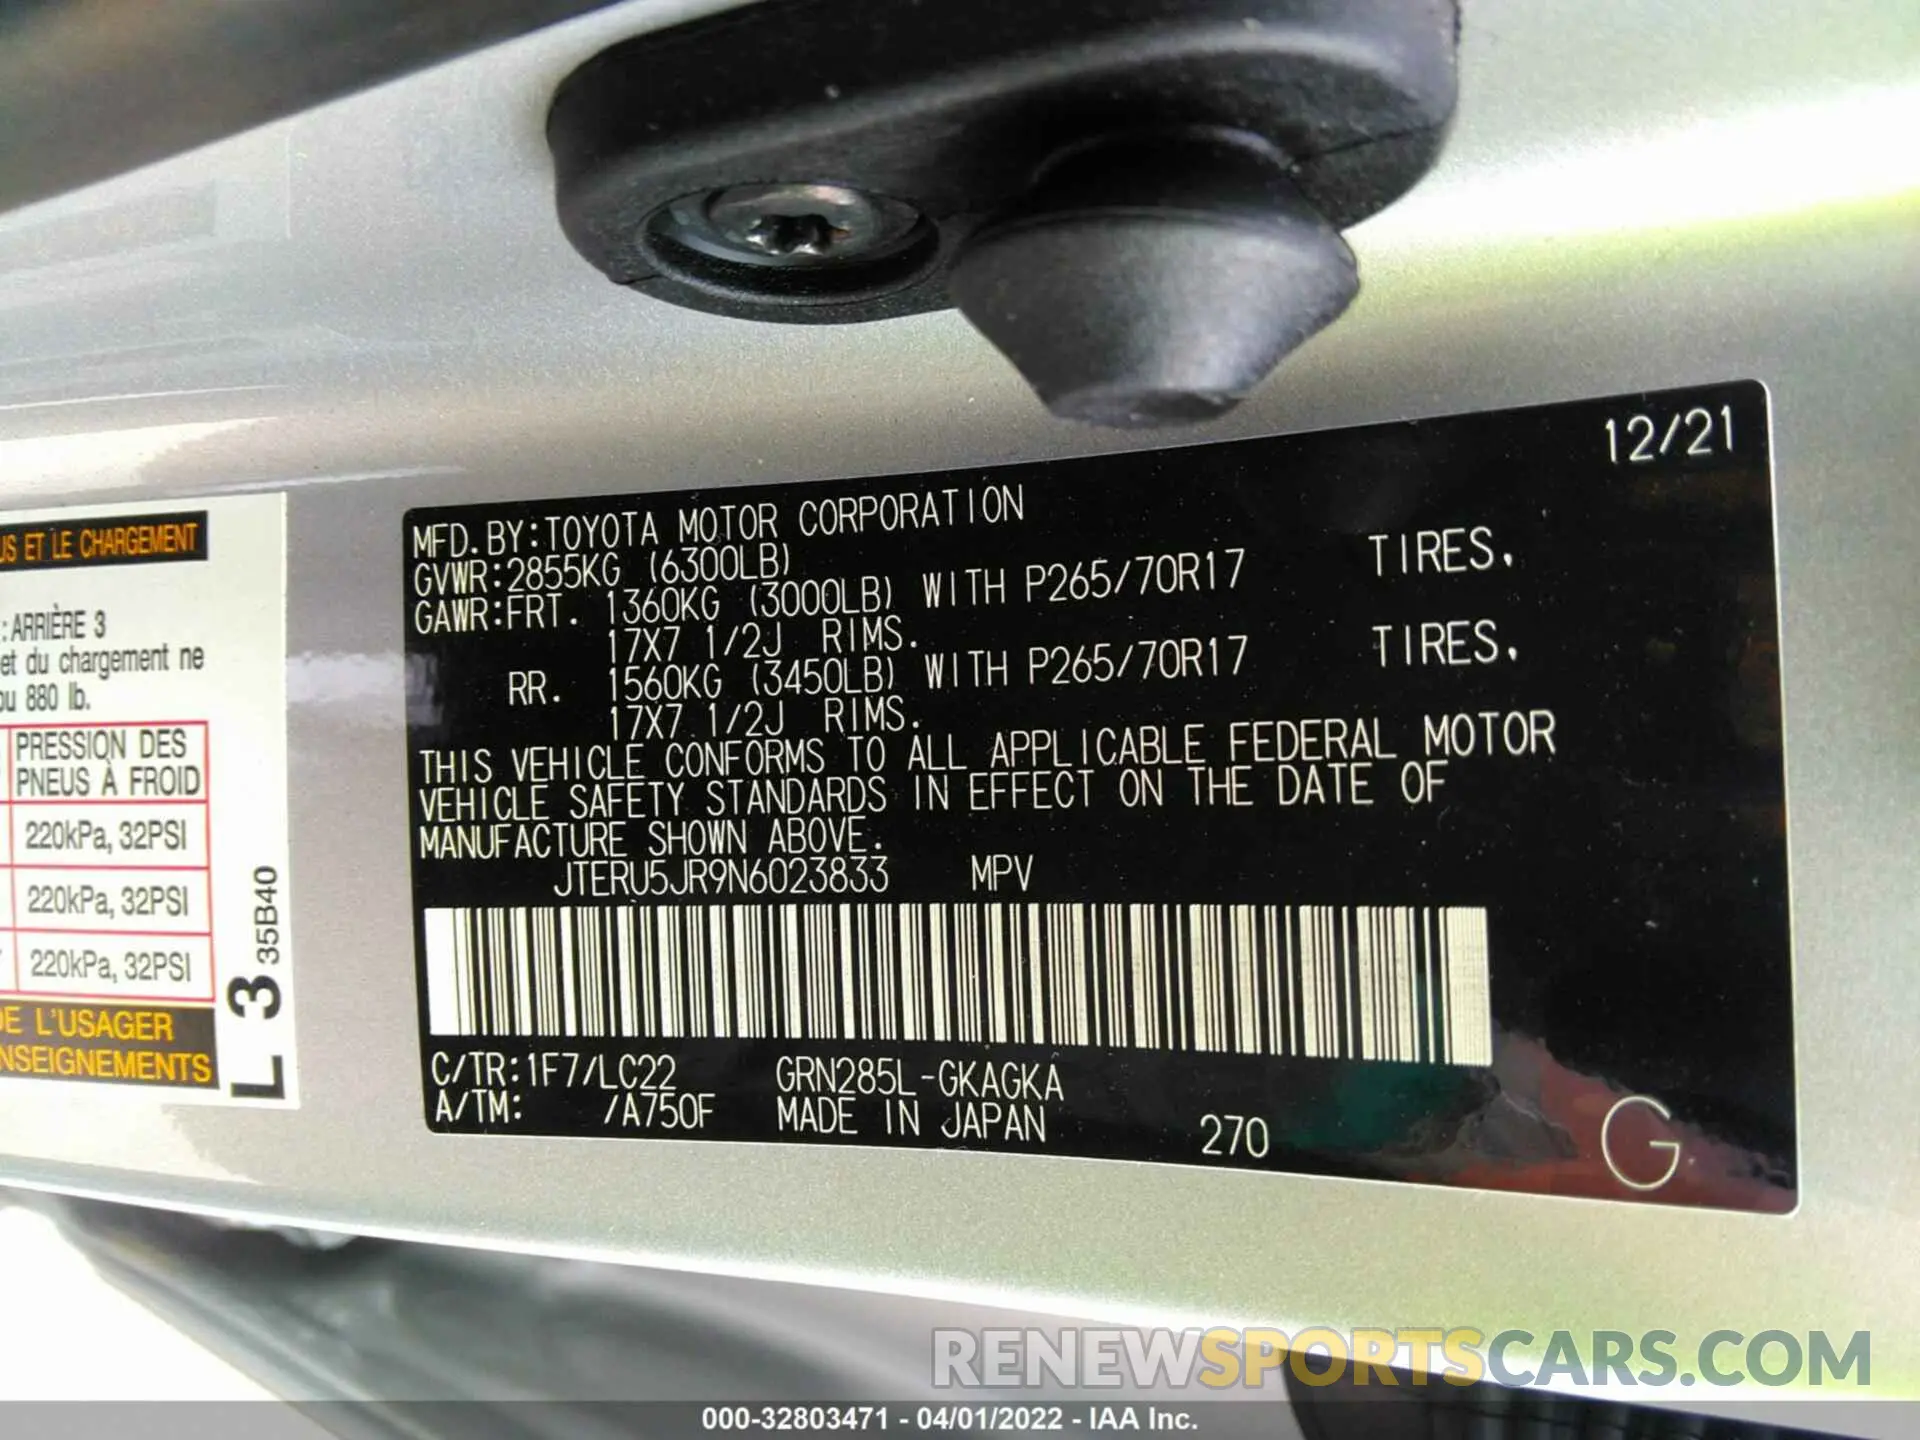 12/21
MFD.BY:TOYOTA MOTOR CORPORATION
GVWR:2855KG (6300LB)
GAWR:FRT. 1360KG (3000LB) WITH P265/70R17 TIRES,
17X7 1/2J RIMS.
RR. 1560KG (3450LB) WITH P265/70R17 TIRES,
17X7 1/2J RIMS.
THIS VEHICLE CONFORMS TO ALL APPLICABLE FEDERAL MOTOR
VEHICLE SAFETY STANDARDS IN EFFECT ON THE DATE OF
MANUFACTURE SHOWN ABOVE.
JTERU5JR9N6023833 MPV
C/TR:1F7/LC22 GRN285L-GKAGKA
A/TM: /A750F MADE IN JAPAN 270 G
ET LE CHARGEMENT
:ARRIÈRE 3
et du chargement ne
880 lb.
PRESSION DES
PNEUS À FROID
220kPa, 32PSI
220kPa, 32PSI
220kPa, 32PSI
L'USAGER
L 3 35B40
RENEWSPORTSCARS.COM
000-32803471 - 04/01/2022 - IAA Inc.